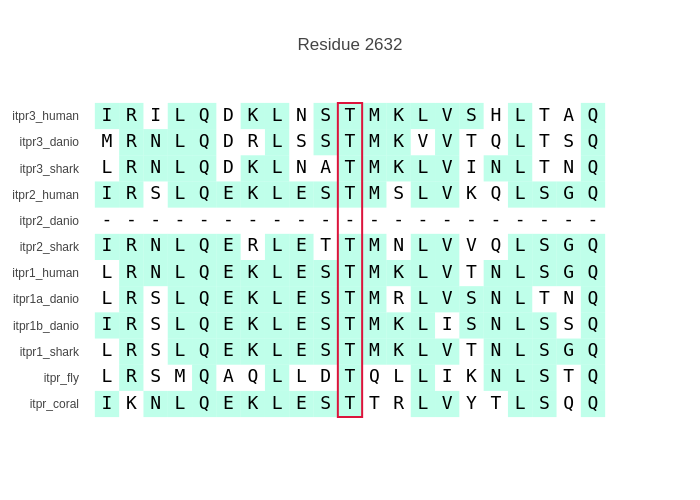 Residue 2632
itpr3_human I R I L Q D K L N S T M K L V S H L T A Q
itpr3_danio M R N L Q D R L S S T M K V V T Q L T S Q
itpr3_shark L R N L Q D K L N A T M K L V I N L T N Q
itpr2_human I R S L Q E K L E S T M S L V K Q L S G Q
itpr2_danio - - - - - - - - - - - - - - - - - - - - -
itpr2_shark I R N L Q E R L E T T M N L V V Q L S G Q
itpr1_human L R N L Q E K L E S T M K L V T N L S G Q
itpr1a_danio L R S L Q E K L E S T M R L V S N L T N Q
itpr1b_danio I R S L Q E K L E S T M K L I S N L S S Q
itpr1_shark L R S L Q E K L E S T M K L V T N L S G Q
itpr_fly L R S M Q A Q L L D T Q L L I K N L S T Q
itpr_coral I K N L Q E K L E S T T R L V Y T L S Q Q